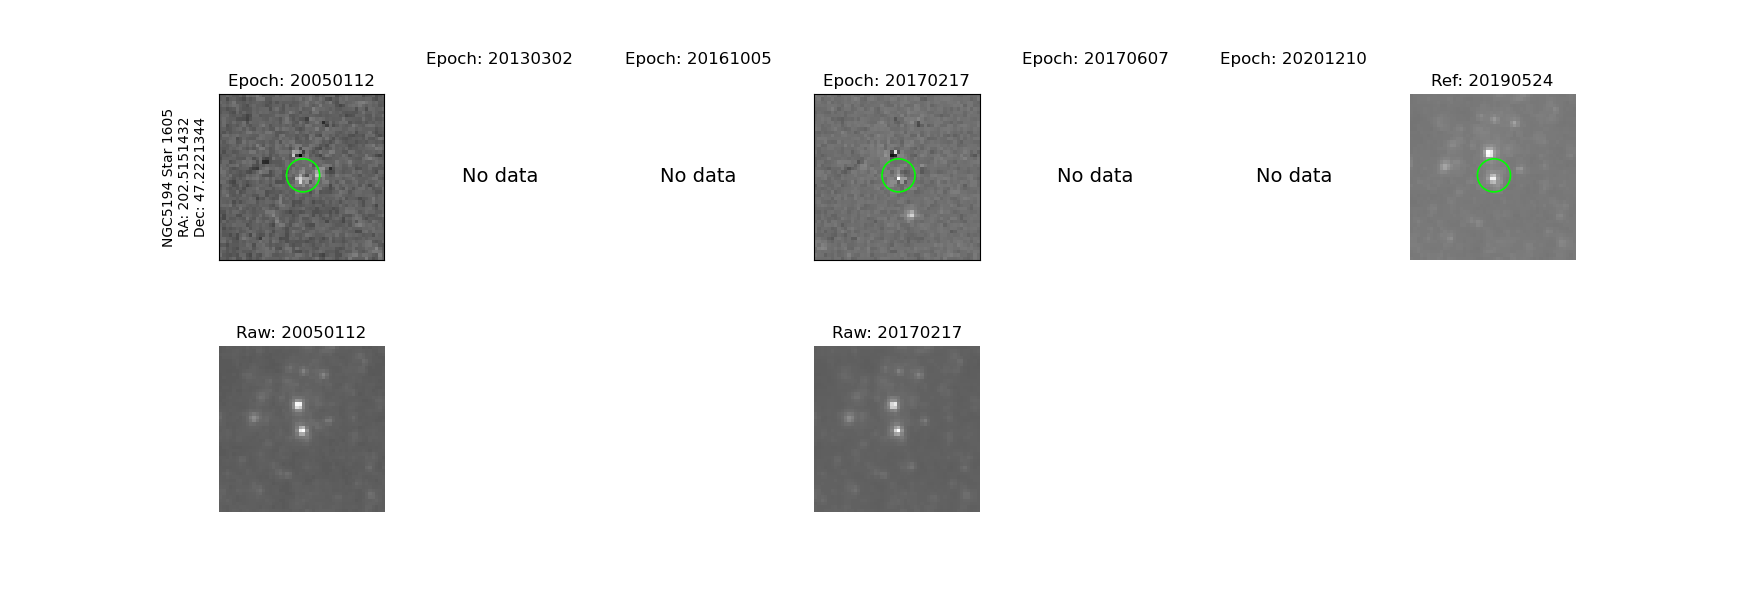 Epoch: 20130302
Epoch: 20161005
Epoch: 20170607
Epoch: 20201210
Epoch: 20050112
Epoch: 20170217
Ref: 20190524
NGC5194 Star 1605
RA: 202.5151432
Dec: 47.2221344
No data
No data
No data
No data
Raw: 20050112
Raw: 20170217